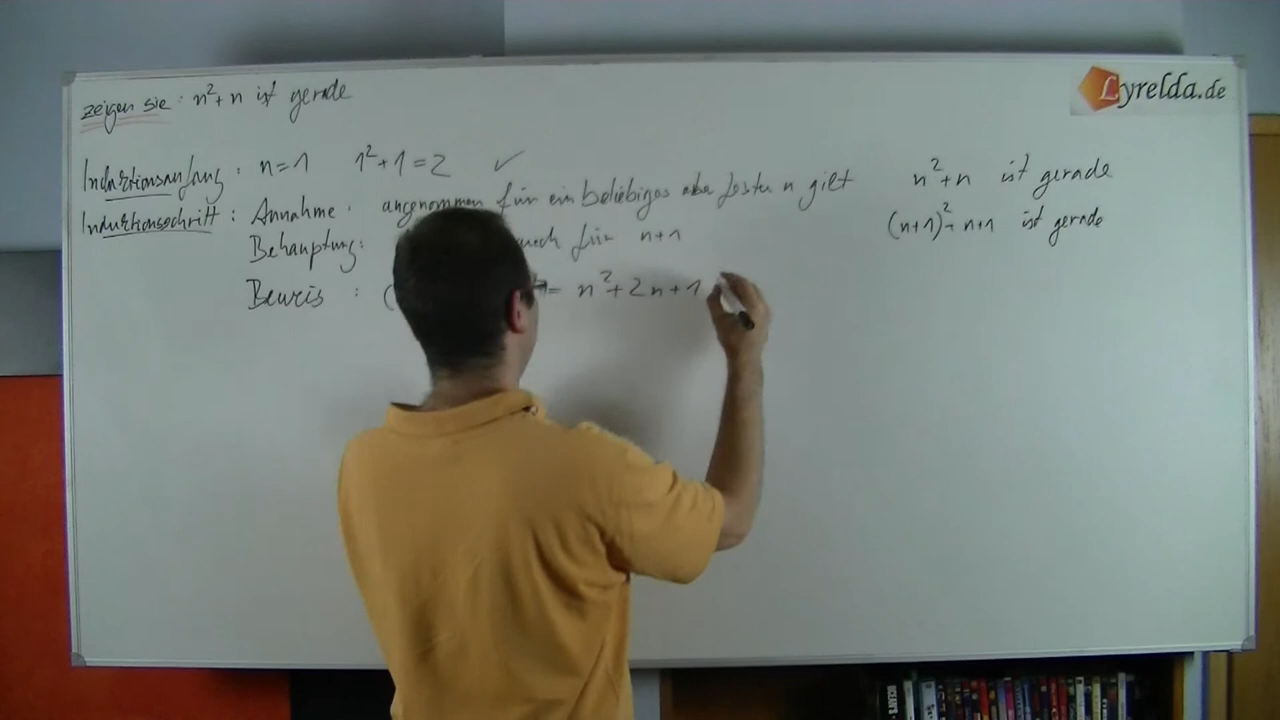 Lyrelda.de
zeigen sie: n²+n ist gerade
Induktionsanfang: n=1 1²+1=2 ✓
Induktionsschritt: Annahme: angenommen für ein beliebiges aber festes n gilt n²+n ist gerade
Behauptung: auch für n+1 (n+1)²+n+1 ist gerade
Beweis: ( = n²+2n+1